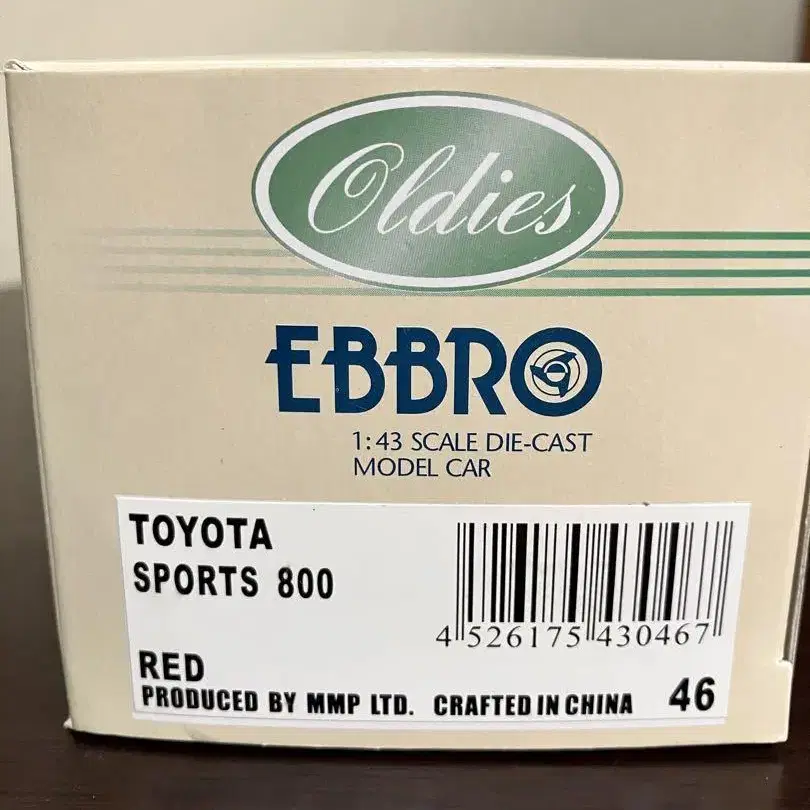 Oldies
EBBRO
1:43 SCALE DIE-CAST
MODEL CAR
TOYOTA
SPORTS 800
4 526175 430467
RED
PRODUCED BY MMP LTD. CRAFTED IN CHINA 46